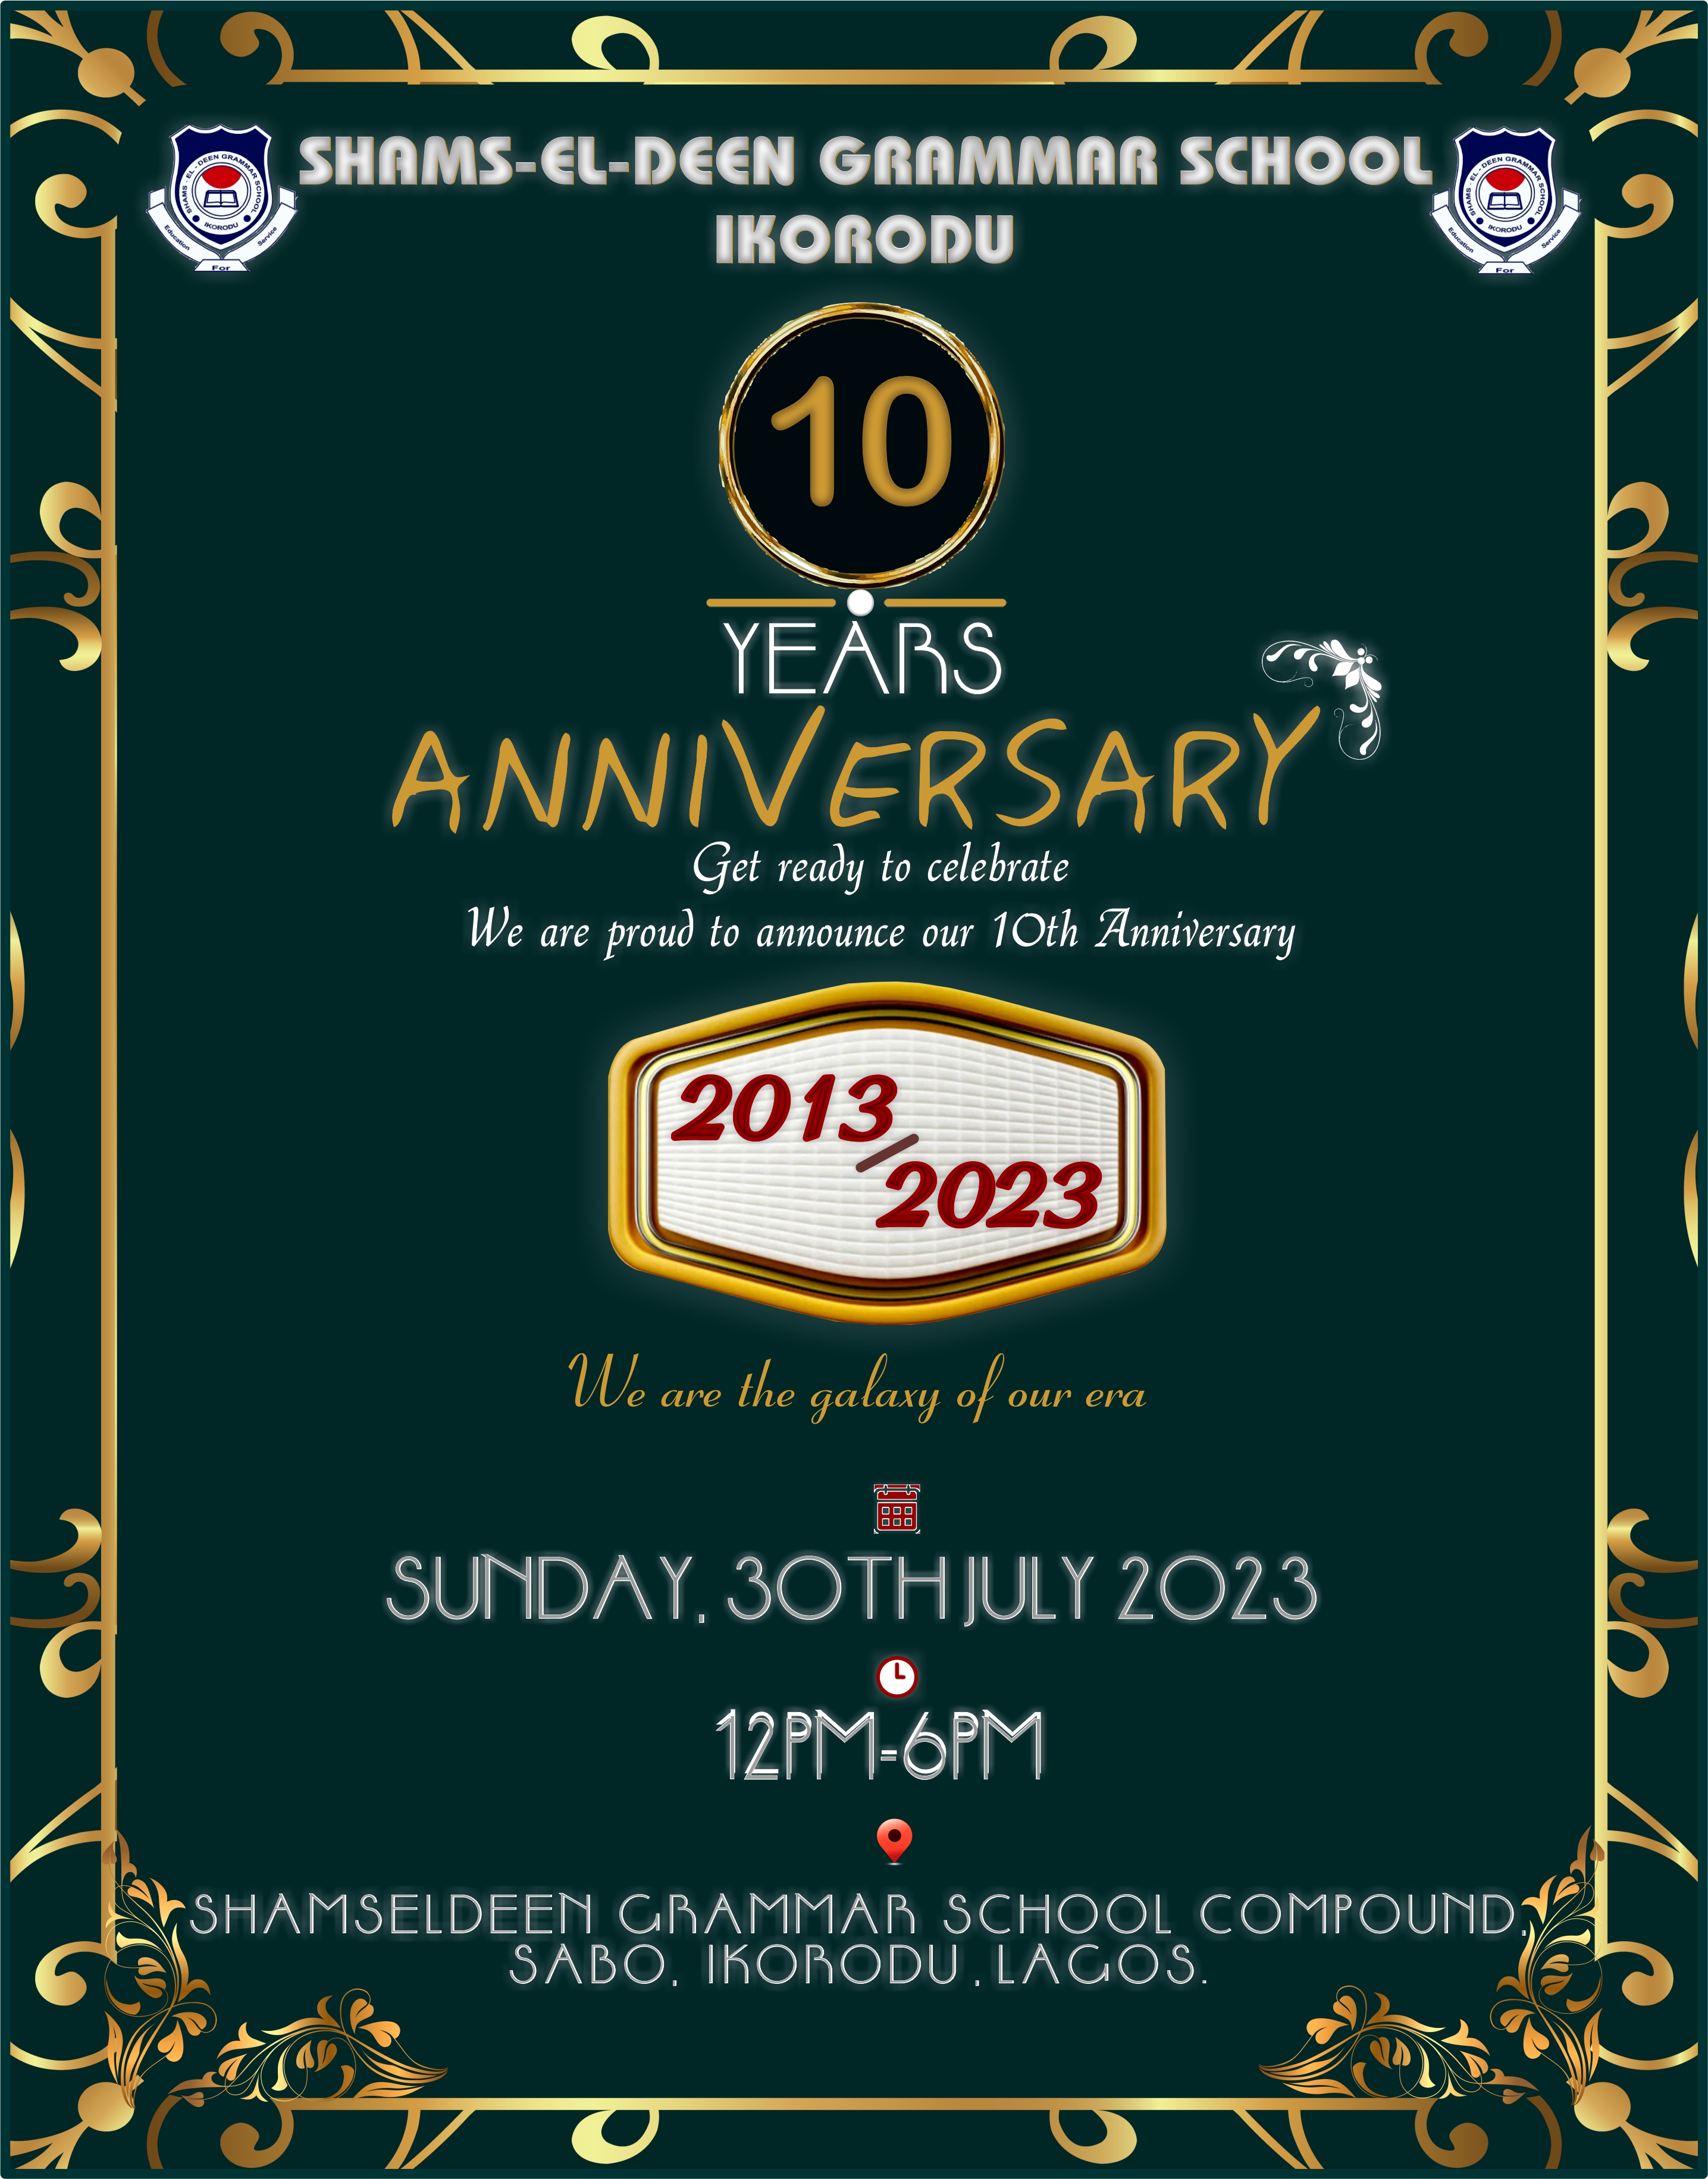 SHAMS-EL-DEEN GRAMMAR SCHOOL
IKORODU
SHAMS - EL - DEEN GRAMMAR SCHOOL
IKORODU
Education
For
Service
SHAMS - EL - DEEN GRAMMAR SCHOOL
IKORODU
Education
For
Service
10
YEARS
ANNIVERSARY
Get ready to celebrate
We are proud to announce our 10th Anniversary
2013/
2023
We are the galaxy of our era
SUNDAY, 30TH JULY 2023
12PM-6PM
SHAMSELDEEN GRAMMAR SCHOOL COMPOUND,
SABO, IKORODU, LAGOS.